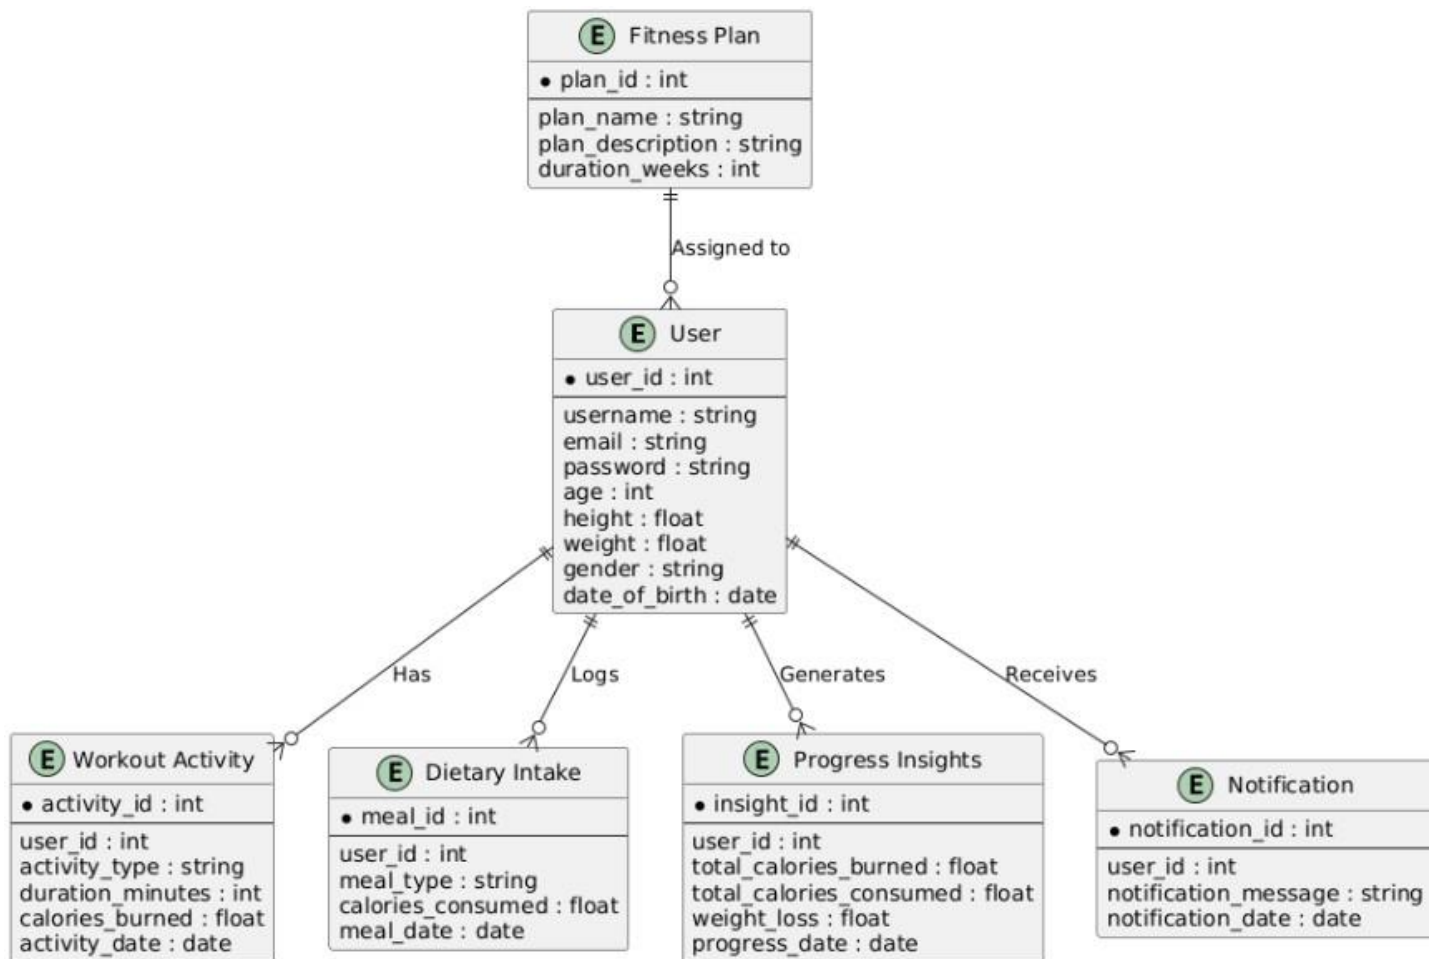 E Fitness Plan
• plan_id : int
plan_name : string
plan_description : string
duration_weeks : int
Assigned to
E User
• user_id : int
username : string
email : string
password : string
age : int
height : float
weight : float
gender : string
date_of_birth : date
Has
Logs
Generates
Receives
E Workout Activity
• activity_id : int
user_id : int
activity_type : string
duration_minutes : int
calories_burned : float
activity_date : date
E Dietary Intake
• meal_id : int
user_id : int
meal_type : string
calories_consumed : float
meal_date : date
E Progress Insights
• insight_id : int
user_id : int
total_calories_burned : float
total_calories_consumed : float
weight_loss : float
progress_date : date
E Notification
• notification_id : int
user_id : int
notification_message : string
notification_date : date